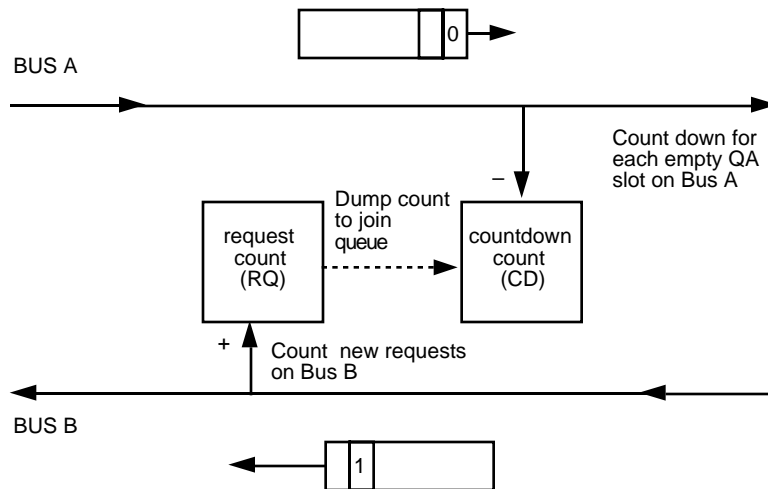 0
BUS A
Count down for
each empty QA
slot on Bus A
–
Dump count
to join
queue
request
count
(RQ)
countdown
count
(CD)
+
Count new requests
on Bus B
BUS B
1